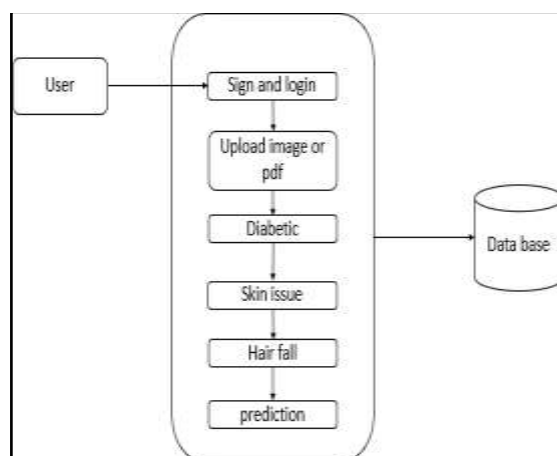 User
Sign and login
Upload image or
pdf
Diabetic
Data base
Skin issue
Hair fall
prediction